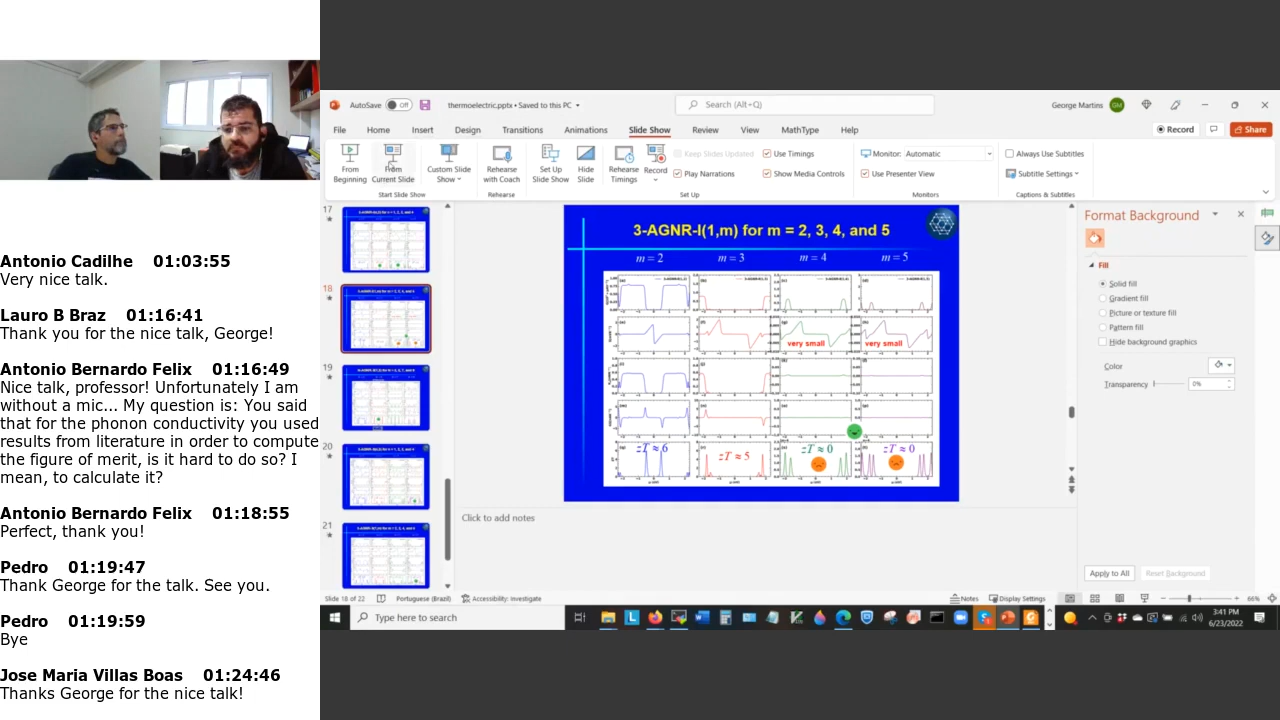 Antonio Cadilhe 01:03:55
Very nice talk.
Lauro B Braz 01:16:41
Thank you for the nice talk, George!
Antonio Bernardo Felix 01:16:49
Nice talk, professor! Unfortunately I am
without a mic... My question is: You said
that for the phonon conductivity you used
results from literature in order to compute
the figure of merit, is it hard to do so? I
mean, to calculate it?
Antonio Bernardo Felix 01:18:55
Perfect, thank you!
Pedro 01:19:47
Thank George for the talk. See you.
Pedro 01:19:59
Bye
Jose Maria Villas Boas 01:24:46
Thanks George for the nice talk!
AutoSave Off thermoelectric.pptx • Saved to this PC
Search (Alt+Q)
George Martins GM
File Home Insert Design Transitions Animations Slide Show Review View MathType Help
Record Share
From Beginning
From Current Slide
Custom Slide Show
Rehearse with Coach
Set Up Slide Show
Hide Slide
Rehearse Timings
Record
Keep Slides Updated
Play Narrations
Use Timings
Show Media Controls
Monitor: Automatic
Use Presenter View
Always Use Subtitles
Subtitle Settings
Start Slide Show Rehearse Set Up Monitors Captions & Subtitles
17
18
19
20
21
3-AGNR-I(1,m) for m = 2, 3, 4, and 5
m = 2 m = 3 m = 4 m = 5
very small very small
zT ≈ 6 zT ≈ 5 zT ≈ 0 zT ≈ 0
Click to add notes
Format Background
Fill
Solid fill
Gradient fill
Picture or texture fill
Pattern fill
Hide background graphics
Color
Transparency 0%
Apply to All Reset Background
Slide 18 of 22 Portuguese (Brazil) Accessibility: Investigate Notes Display Settings 66%
Type here to search
3:41 PM
6/23/2022